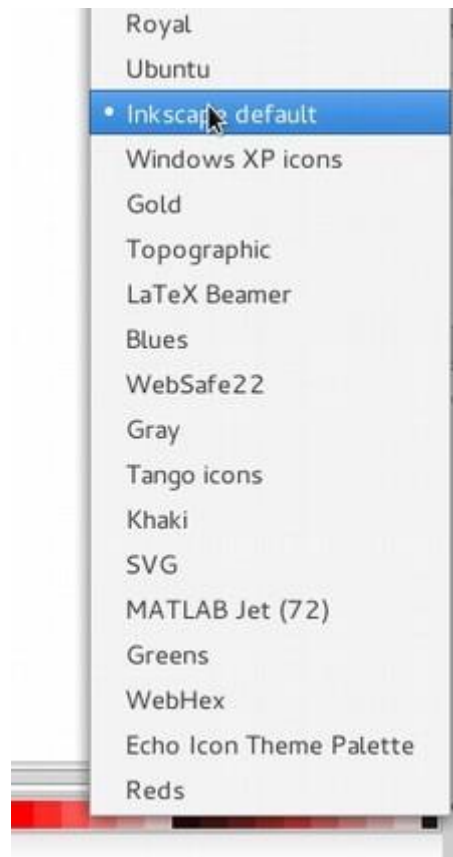 Royal
Ubuntu
Inkscape default
Windows XP icons
Gold
Topographic
LaTeX Beamer
Blues
WebSafe22
Gray
Tango icons
Khaki
SVG
MATLAB Jet (72)
Greens
WebHex
Echo Icon Theme Palette
Reds